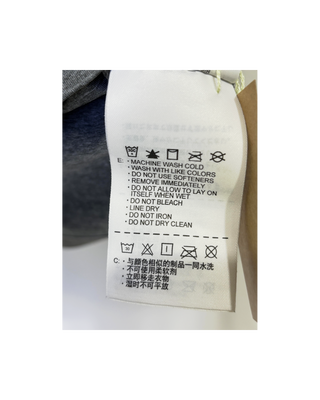 E: • MACHINE WASH COLD
• WASH WITH LIKE COLORS
• DO NOT USE SOFTENERS
• REMOVE IMMEDIATELY
• DO NOT ALLOW TO LAY ON
ITSELF WHEN WET
• DO NOT BLEACH
• LINE DRY
• DO NOT IRON
• DO NOT DRY CLEAN
C: • 与颜色相似的制品一同水洗
• 不可使用柔软剂
• 立即移走衣物
• 湿时不可平放